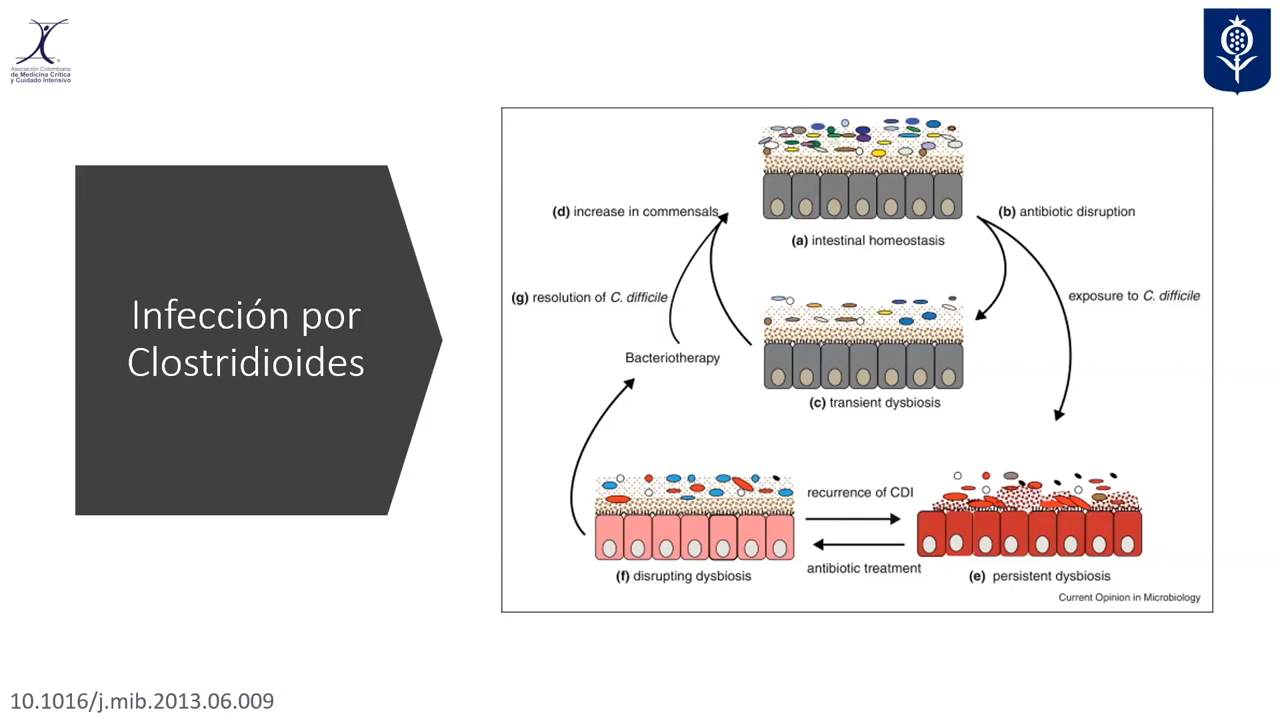 Asociación Colombiana
de Medicina Crítica
y Cuidado Intensivo
Infección por
Clostridioides
(d) increase in commensals
(b) antibiotic disruption
(a) intestinal homeostasis
(g) resolution of C. difficile
exposure to C. difficile
Bacteriotherapy
(c) transient dysbiosis
recurrence of CDI
antibiotic treatment
(f) disrupting dysbiosis
(e) persistent dysbiosis
Current Opinion in Microbiology
10.1016/j.mib.2013.06.009